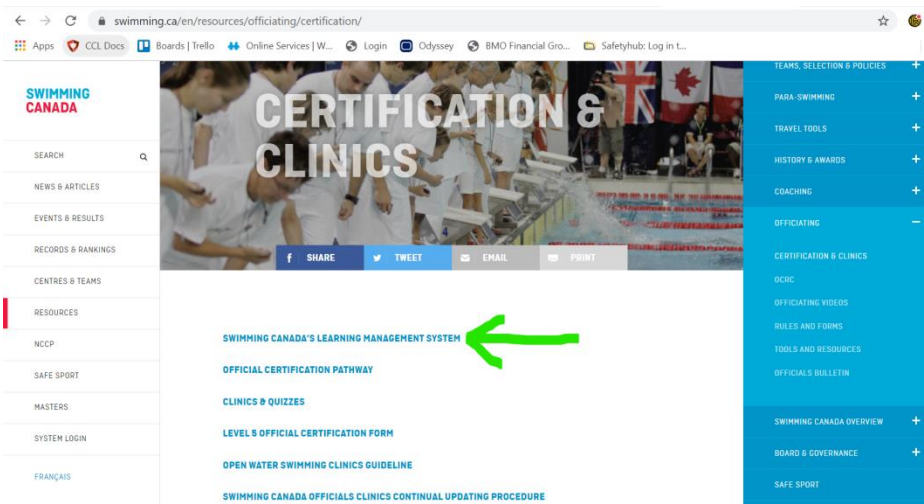 swimming.ca/en/resources/officiating/certification/
Apps CCL Docs Boards | Trello Online Services | W... Login Odyssey BMO Financial Gro... Safetyhub: Log in t...
SWIMMING
CANADA
SEARCH
NEWS & ARTICLES
EVENTS & RESULTS
RECORDS & RANKINGS
CENTRES & TEAMS
RESOURCES
NCCP
SAFE SPORT
MASTERS
SYSTEM LOGIN
FRANÇAIS
CERTIFICATION &
CLINICS
4
f SHARE TWEET EMAIL PRINT
SWIMMING CANADA'S LEARNING MANAGEMENT SYSTEM
OFFICIAL CERTIFICATION PATHWAY
CLINICS & QUIZZES
LEVEL 5 OFFICIAL CERTIFICATION FORM
OPEN WATER SWIMMING CLINICS GUIDELINE
SWIMMING CANADA OFFICIALS CLINICS CONTINUAL UPDATING PROCEDURE
TEAMS, SELECTION & POLICIES +
PARA-SWIMMING +
TRAVEL TOOLS +
HISTORY & AWARDS +
COACHING +
OFFICIATING −
CERTIFICATION & CLINICS
OCRC
OFFICIATING VIDEOS
RULES AND FORMS
TOOLS AND RESOURCES
OFFICIALS BULLETIN
SWIMMING CANADA OVERVIEW +
BOARD & GOVERNANCE +
SAFE SPORT